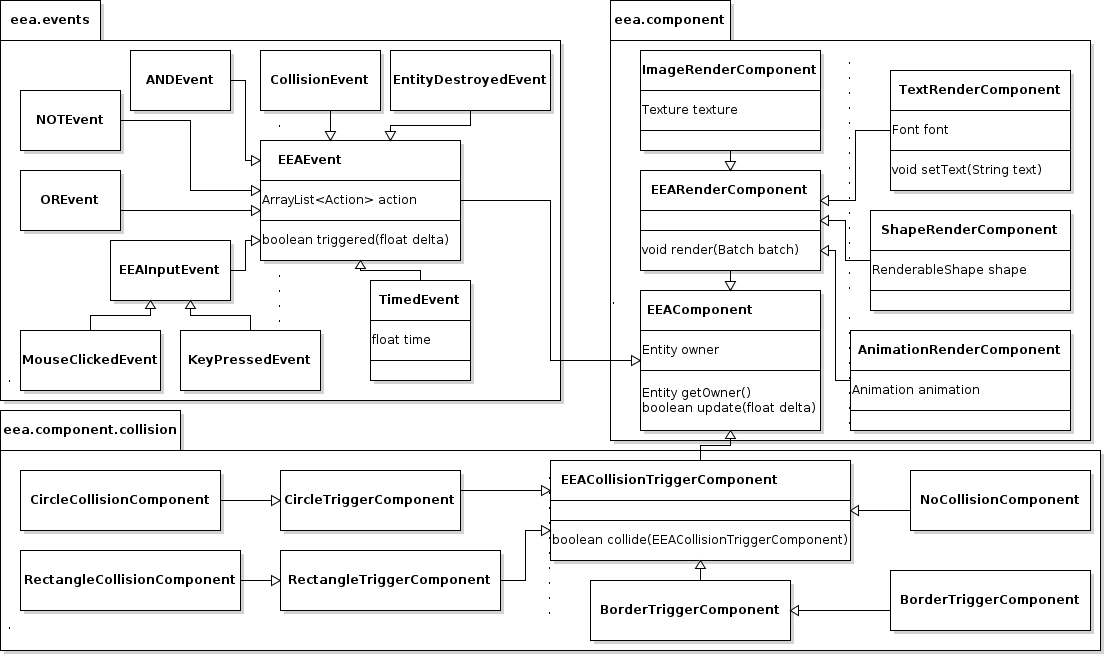 eea.events
ANDEvent
CollisionEvent
EntityDestroyedEvent
NOTEvent
EEAEvent
ArrayList<Action> action
boolean triggered(float delta)
OREvent
EEAInputEvent
TimedEvent
float time
MouseClickedEvent
KeyPressedEvent
eea.component
ImageRenderComponent
Texture texture
TextRenderComponent
Font font
void setText(String text)
EEARenderComponent
void render(Batch batch)
ShapeRenderComponent
RenderableShape shape
EEAComponent
Entity owner
Entity getOwner()
boolean update(float delta)
AnimationRenderComponent
Animation animation
eea.component.collision
CircleCollisionComponent
CircleTriggerComponent
EEACollisionTriggerComponent
boolean collide(EEACollisionTriggerComponent)
NoCollisionComponent
RectangleCollisionComponent
RectangleTriggerComponent
BorderTriggerComponent
BorderTriggerComponent